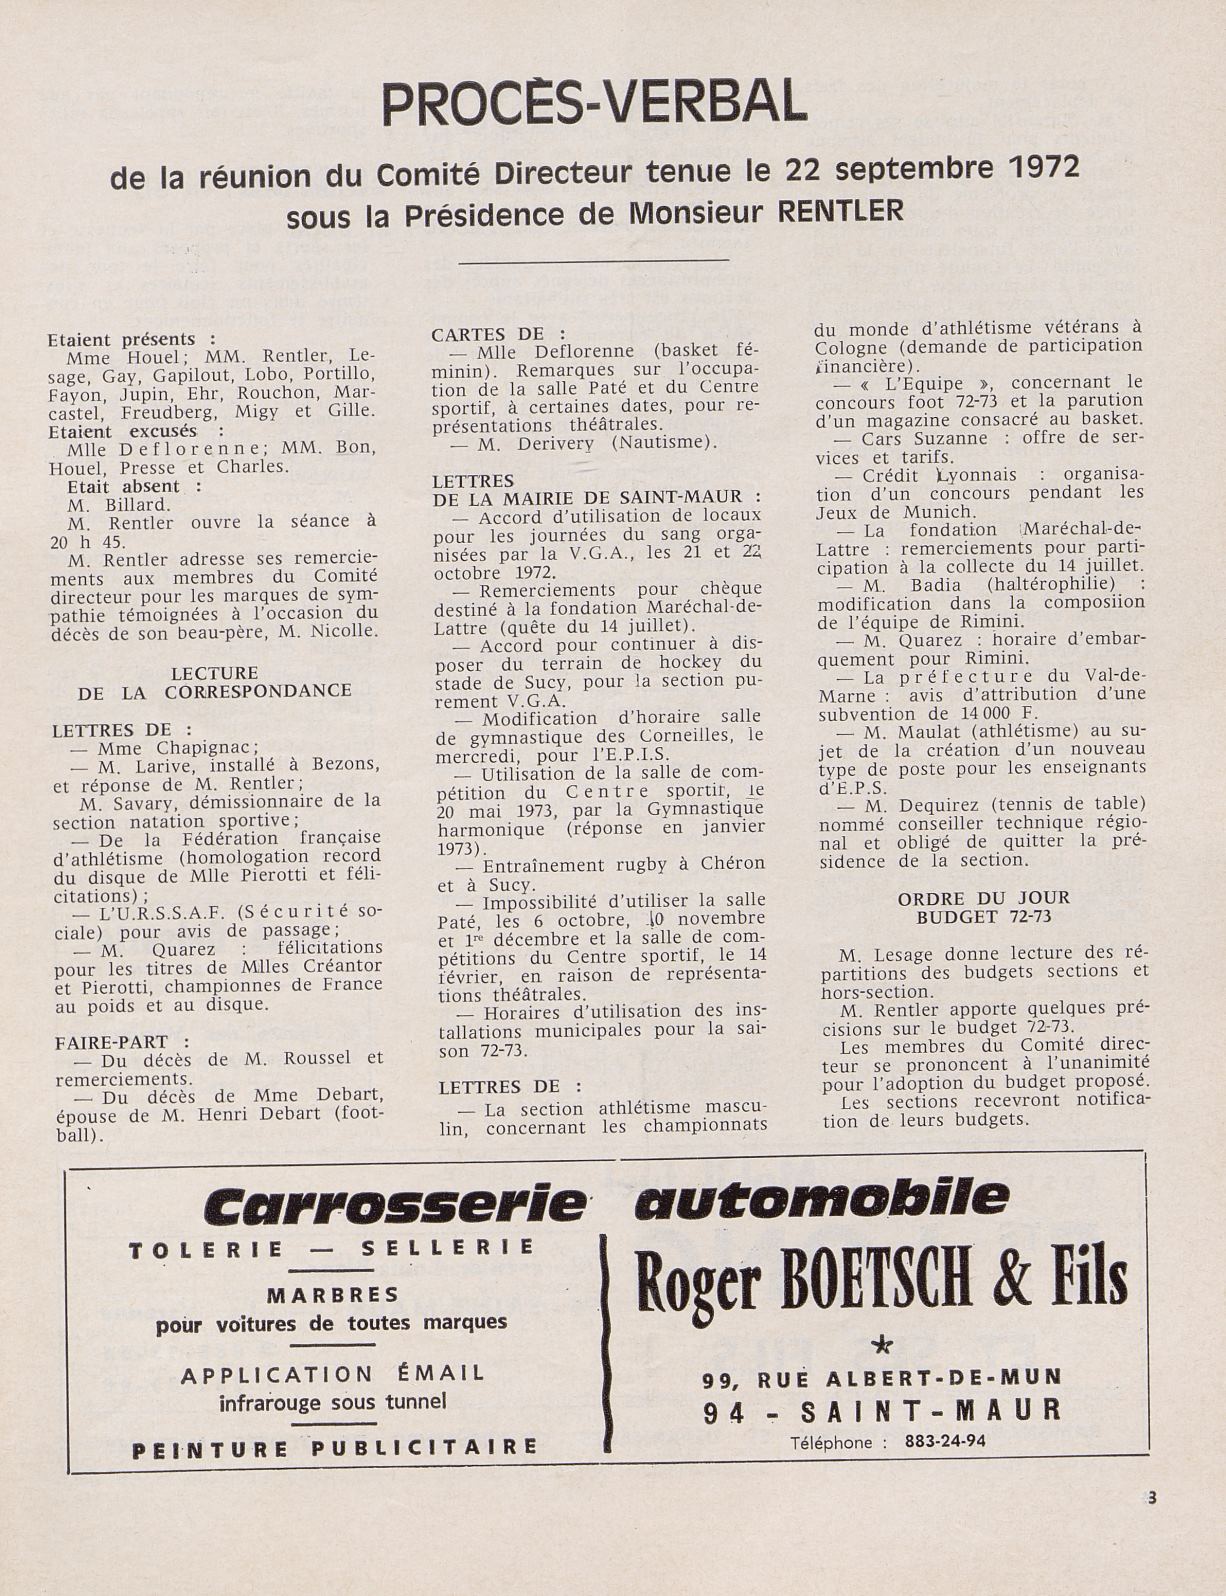 PROCÈS-VERBAL
de la réunion du Comité Directeur tenue le 22 septembre 1972
sous la Présidence de Monsieur RENTLER
Etaient présents :
Mme Houel; MM. Rentler, Le-
sage, Gay, Gapilout, Lobo, Portillo,
Fayon, Jupin, Ehr, Rouchon, Mar-
castel, Freudberg, Migy et Gille.
Etaient excusés :
Mlle Deflorenne; MM. Bon,
Houel, Presse et Charles.
Etait absent :
M. Billard.
M. Rentler ouvre la séance à
20 h 45.
M. Rentler adresse ses remercie-
ments aux membres du Comité
directeur pour les marques de sym-
pathie témoignées à l'occasion du
décès de son beau-père, M. Nicolle.
LECTURE
DE LA CORRESPONDANCE
LETTRES DE :
— Mme Chapignac;
— M. Larive, installé à Bezons,
et réponse de M. Rentler;
M. Savary, démissionnaire de la
section natation sportive;
— De la Fédération française
d'athlétisme (homologation record
du disque de Mlle Pierotti et féli-
citations);
— L'U.R.S.S.A.F. (Sécurité so-
ciale) pour avis de passage;
— M. Quarez : félicitations
pour les titres de Mlles Créantor
et Pierotti, championnes de France
au poids et au disque.
FAIRE-PART :
— Du décès de M. Roussel et
remerciements.
— Du décès de Mme Debart,
épouse de M. Henri Debart (foot-
ball).
CARTES DE :
— Mlle Deflorenne (basket fé-
minin). Remarques sur l'occupa-
tion de la salle Paté et du Centre
sportif, à certaines dates, pour re-
présentations théâtrales.
— M. Derivery (Nautisme).
LETTRES
DE LA MAIRIE DE SAINT-MAUR :
— Accord d'utilisation de locaux
pour les journées du sang orga-
nisées par la V.G.A., les 21 et 22
octobre 1972.
— Remerciements pour chèque
destiné à la fondation Maréchal-de-
Lattre (quête du 14 juillet).
— Accord pour continuer à dis-
poser du terrain de hockey du
stade de Sucy, pour la section pu-
rement V.G.A.
— Modification d'horaire salle
de gymnastique des Corneilles, le
mercredi, pour l'E.P.I.S.
— Utilisation de la salle de com-
pétition du Centre sportif, le
20 mai 1973, par la Gymnastique
harmonique (réponse en janvier
1973).
— Entraînement rugby à Chéron
et à Sucy.
— Impossibilité d'utiliser la salle
Paté, les 6 octobre, 10 novembre
et 1re décembre et la salle de com-
pétitions du Centre sportif, le 14
février, en raison de représenta-
tions théâtrales.
— Horaires d'utilisation des ins-
tallations municipales pour la sai-
son 72-73.
LETTRES DE :
— La section athlétisme mascu-
lin, concernant les championnats
du monde d'athlétisme vétérans à
Cologne (demande de participation
financière).
— « L'Equipe », concernant le
concours foot 72-73 et la parution
d'un magazine consacré au basket.
— Cars Suzanne : offre de ser-
vices et tarifs.
— Crédit Lyonnais : organisa-
tion d'un concours pendant les
Jeux de Munich.
— La fondation Maréchal-de-
Lattre : remerciements pour parti-
cipation à la collecte du 14 juillet.
— M. Badia (haltérophilie) :
modification dans la composiion
de l'équipe de Rimini.
— M. Quarez : horaire d'embar-
quement pour Rimini.
— La préfecture du Val-de-
Marne : avis d'attribution d'une
subvention de 14 000 F.
— M. Maulat (athlétisme) au su-
jet de la création d'un nouveau
type de poste pour les enseignants
d'E.P.S.
— M. Dequirez (tennis de table)
nommé conseiller technique régio-
nal et obligé de quitter la pré-
sidence de la section.
ORDRE DU JOUR
BUDGET 72-73
M. Lesage donne lecture des ré-
partitions des budgets sections et
hors-section.
M. Rentler apporte quelques pré-
cisions sur le budget 72-73.
Les membres du Comité direc-
teur se prononcent à l'unanimité
pour l'adoption du budget proposé.
Les sections recevront notifica-
tion de leurs budgets.
Carrosserie automobile
TOLERIE — SELLERIE
MARBRES
pour voitures de toutes marques
APPLICATION ÉMAIL
infrarouge sous tunnel
PEINTURE PUBLICITAIRE
Roger BOETSCH & Fils
99, RUE ALBERT-DE-MUN
94 - SAINT-MAUR
Téléphone : 883-24-94
3